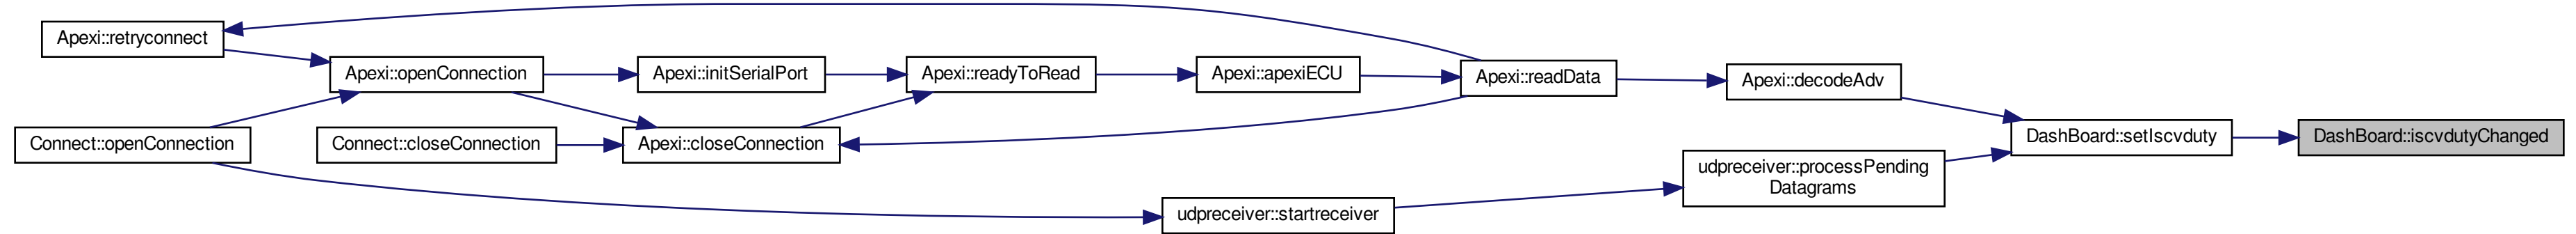 Apexi::retryconnect
Apexi::openConnection
Apexi::initSerialPort
Apexi::readyToRead
Apexi::apexiECU
Apexi::readData
Apexi::decodeAdv
Connect::openConnection
Connect::closeConnection
Apexi::closeConnection
DashBoard::setIscvduty
DashBoard::iscvdutyChanged
udpreceiver::processPending
Datagrams
udpreceiver::startreceiver